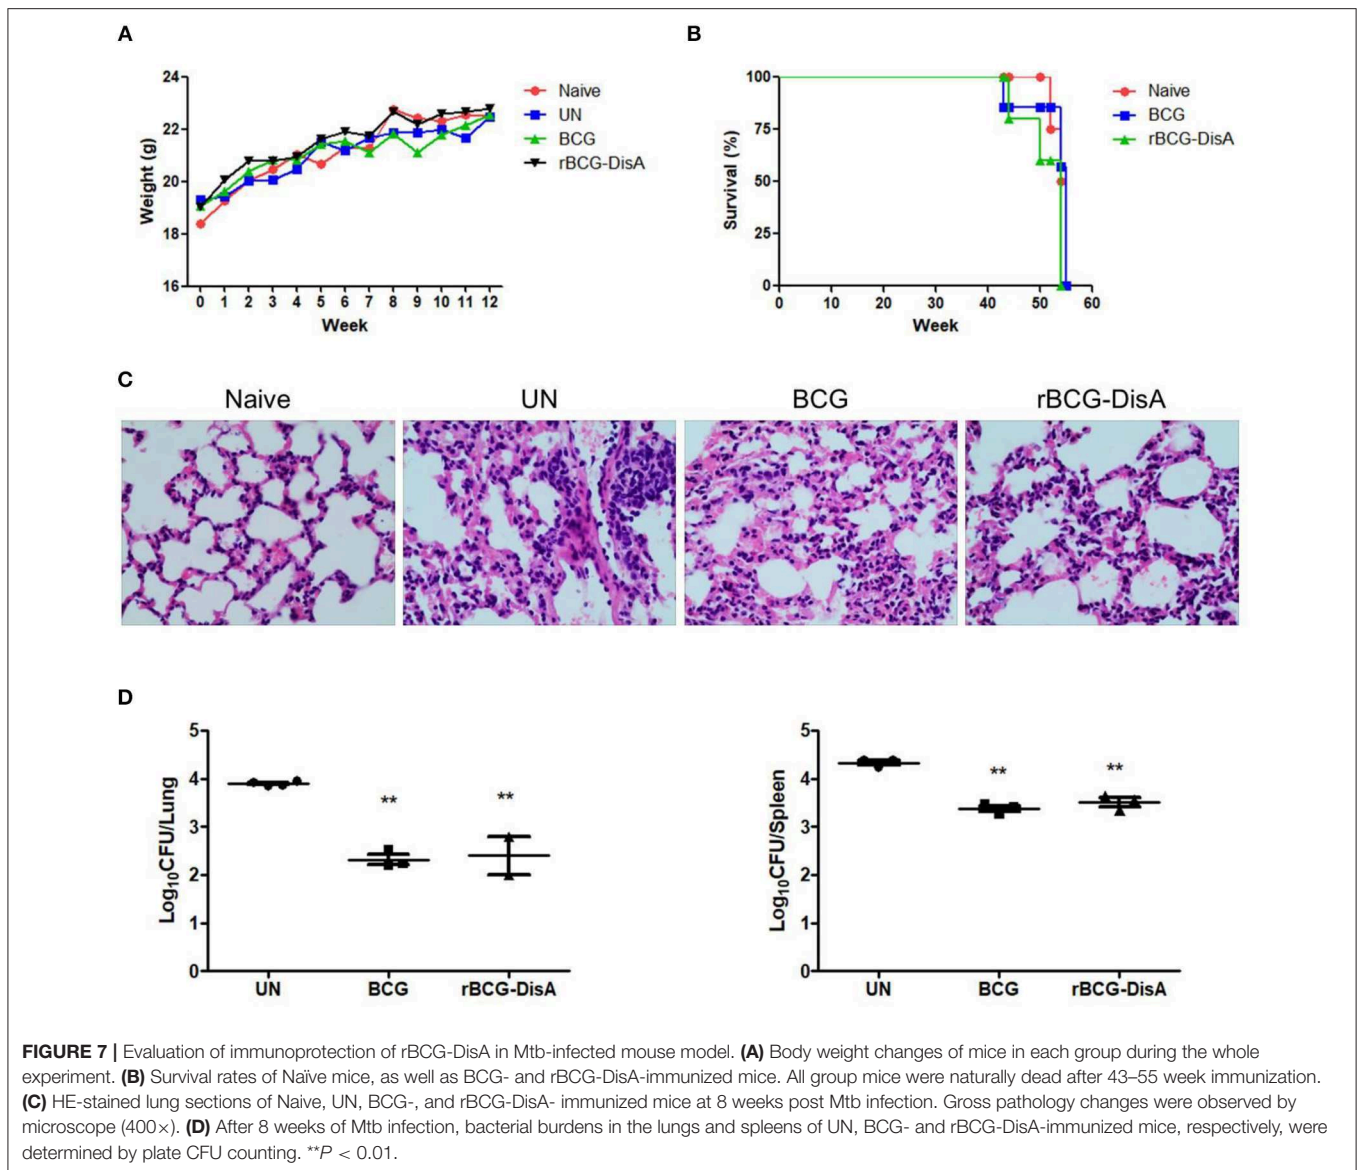 A
B
24
22
20
18
16
Weight (g)
0 1 2 3 4 5 6 7 8 9 10 11 12
Week
Naive
UN
BCG
rBCG-DisA
100
75
50
25
0
Survival (%)
0 10 20 30 40 50 60
Week
Naive
BCG
rBCG-DisA
C
Naive UN BCG rBCG-DisA
D
5
4
3
2
1
0
Log10CFU/Lung
** **
UN BCG rBCG-DisA
5
4
3
2
1
0
Log10CFU/Spleen
** **
UN BCG rBCG-DisA
FIGURE 7 | Evaluation of immunoprotection of rBCG-DisA in Mtb-infected mouse model. (A) Body weight changes of mice in each group during the whole
experiment. (B) Survival rates of Naïve mice, as well as BCG- and rBCG-DisA-immunized mice. All group mice were naturally dead after 43–55 week immunization.
(C) HE-stained lung sections of Naive, UN, BCG-, and rBCG-DisA- immunized mice at 8 weeks post Mtb infection. Gross pathology changes were observed by
microscope (400×). (D) After 8 weeks of Mtb infection, bacterial burdens in the lungs and spleens of UN, BCG- and rBCG-DisA-immunized mice, respectively, were
determined by plate CFU counting. **P < 0.01.